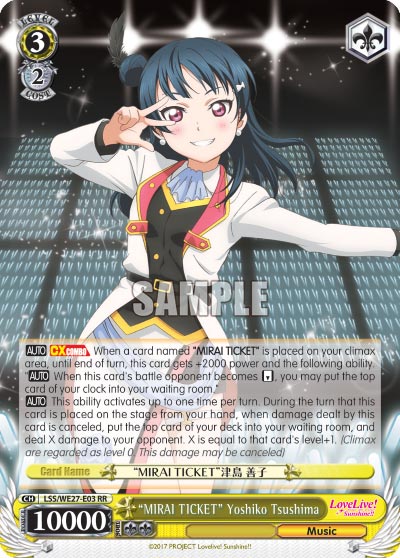 LEVEL
3
2
COST
SAMPLE
AUTO CXCOMBO When a card named "MIRAI TICKET" is placed on your climax
area, until end of turn, this card gets +2000 power and the following ability.
"AUTO When this card's battle opponent becomes , you may put the top
card of your clock into your waiting room."
AUTO This ability activates up to one time per turn. During the turn that this
card is placed on the stage from your hand, when damage dealt by this
card is canceled, put the top card of your deck into your waiting room, and
deal X damage to your opponent. X is equal to that card's level+1. (Climax
are regarded as level 0. This damage may be canceled)
Card Name
"MIRAI TICKET"津島 善子
CH LSS/WE27-E03 RR
"MIRAI TICKET" Yoshiko Tsushima
LoveLive!
Sunshine!!
POWER
10000
SOUL
Music
©2017 PROJECT Lovelive! Sunshine!!